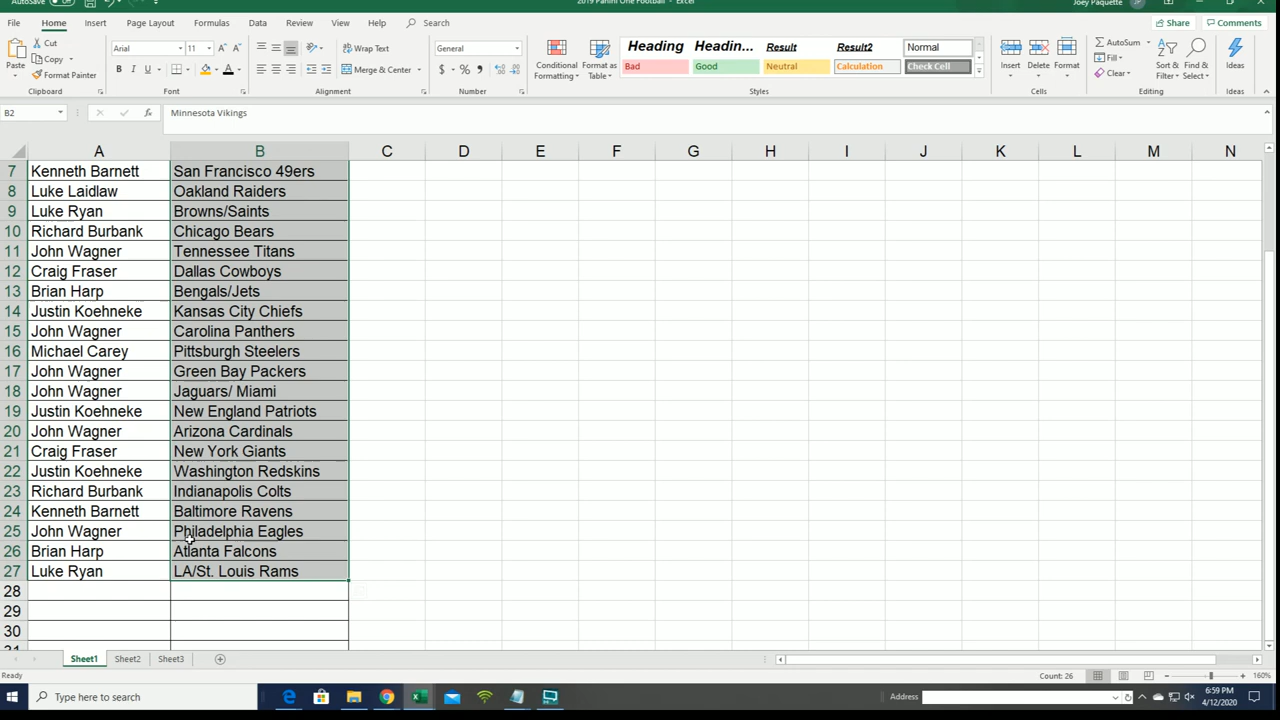 AutoSave Off 2019 Panini One Football - Excel Joey Paquette JP
File Home Insert Page Layout Formulas Data Review View Help Search Share Comments
Paste Cut Copy Format Painter Clipboard
Arial 11 A A B I U A Font
Wrap Text Merge & Center Alignment
General $ % , Number
Conditional Formatting Format as Table
Heading Headin... Result Result2 Normal
Bad Good Neutral Calculation Check Cell
Styles
Insert Delete Format Cells
AutoSum Fill Clear Sort & Filter Find & Select Editing
Ideas Ideas
B2 fx Minnesota Vikings
A B C D E F G H I J K L M N
7 Kenneth Barnett San Francisco 49ers
8 Luke Laidlaw Oakland Raiders
9 Luke Ryan Browns/Saints
10 Richard Burbank Chicago Bears
11 John Wagner Tennessee Titans
12 Craig Fraser Dallas Cowboys
13 Brian Harp Bengals/Jets
14 Justin Koehneke Kansas City Chiefs
15 John Wagner Carolina Panthers
16 Michael Carey Pittsburgh Steelers
17 John Wagner Green Bay Packers
18 John Wagner Jaguars/ Miami
19 Justin Koehneke New England Patriots
20 John Wagner Arizona Cardinals
21 Craig Fraser New York Giants
22 Justin Koehneke Washington Redskins
23 Richard Burbank Indianapolis Colts
24 Kenneth Barnett Baltimore Ravens
25 John Wagner Philadelphia Eagles
26 Brian Harp Atlanta Falcons
27 Luke Ryan LA/St. Louis Rams
28
29
30
31
Sheet1 Sheet2 Sheet3
Ready Count: 26 160%
Type here to search Address 6:59 PM
4/12/2020